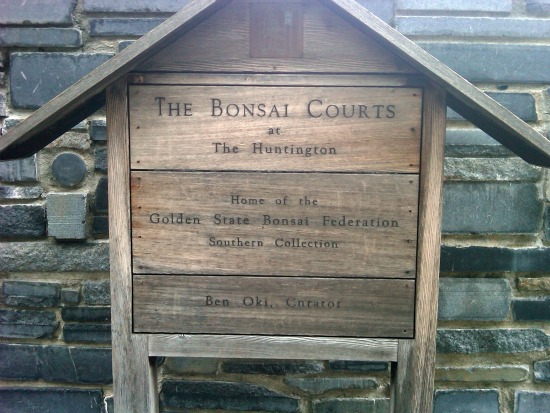 The Bonsai Courts
at
The Huntington
Home of the
Golden State Bonsai Federation
Southern Collection
Ben Oki, Curator